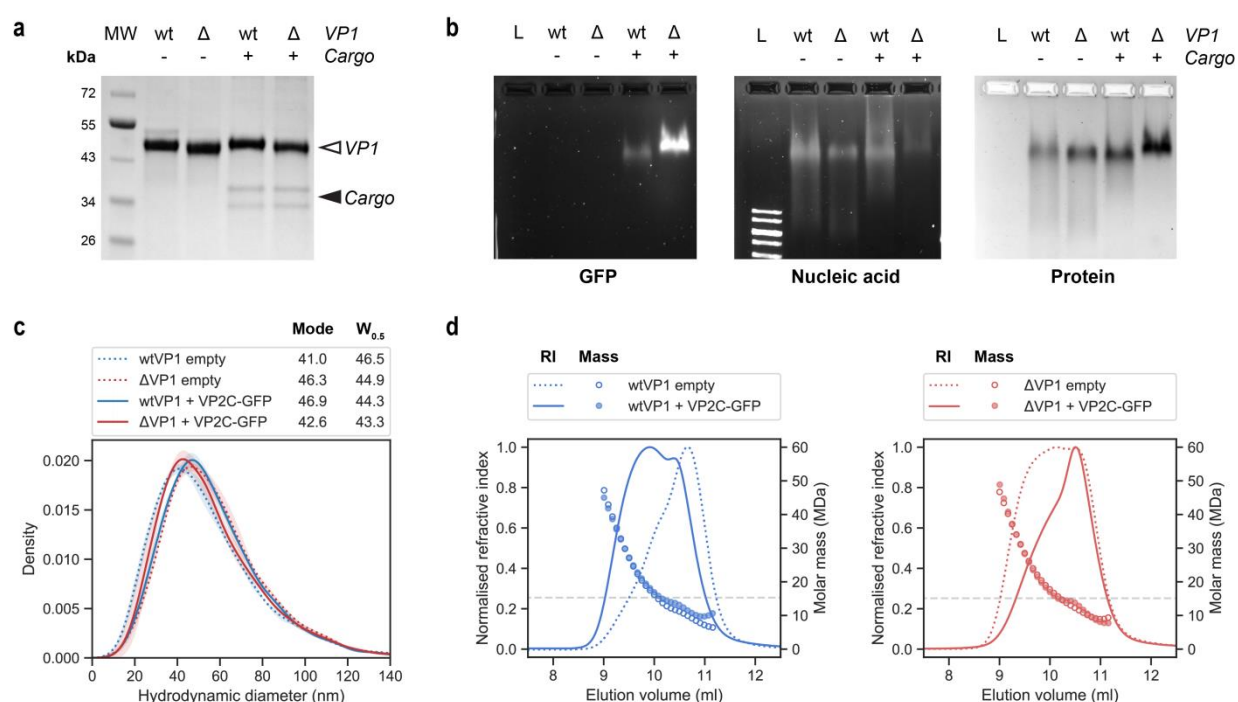 a
MW wt Δ wt Δ VP1
kDa - - + + Cargo
72
55
43
34
26
VP1
Cargo
b
L wt Δ wt Δ
- - + +
GFP
L wt Δ wt Δ
- - + +
Nucleic acid
L wt Δ wt Δ VP1
- - + + Cargo
Protein
c
Mode W0.5
wtVP1 empty 41.0 46.5
ΔVP1 empty 46.3 44.9
wtVP1 + VP2C-GFP 46.9 44.3
ΔVP1 + VP2C-GFP 42.6 43.3
Density
0.020
0.015
0.010
0.005
0.000
0 20 40 60 80 100 120 140
Hydrodynamic diameter (nm)
d
RI Mass
wtVP1 empty
wtVP1 + VP2C-GFP
Normalised refractive index
1.0
0.8
0.6
0.4
0.2
0.0
60
50
40
30
20
10
0
Molar mass (MDa)
8 9 10 11 12
Elution volume (ml)
RI Mass
ΔVP1 empty
ΔVP1 + VP2C-GFP
Normalised refractive index
1.0
0.8
0.6
0.4
0.2
0.0
60
50
40
30
20
10
0
Molar mass (MDa)
8 9 10 11 12
Elution volume (ml)